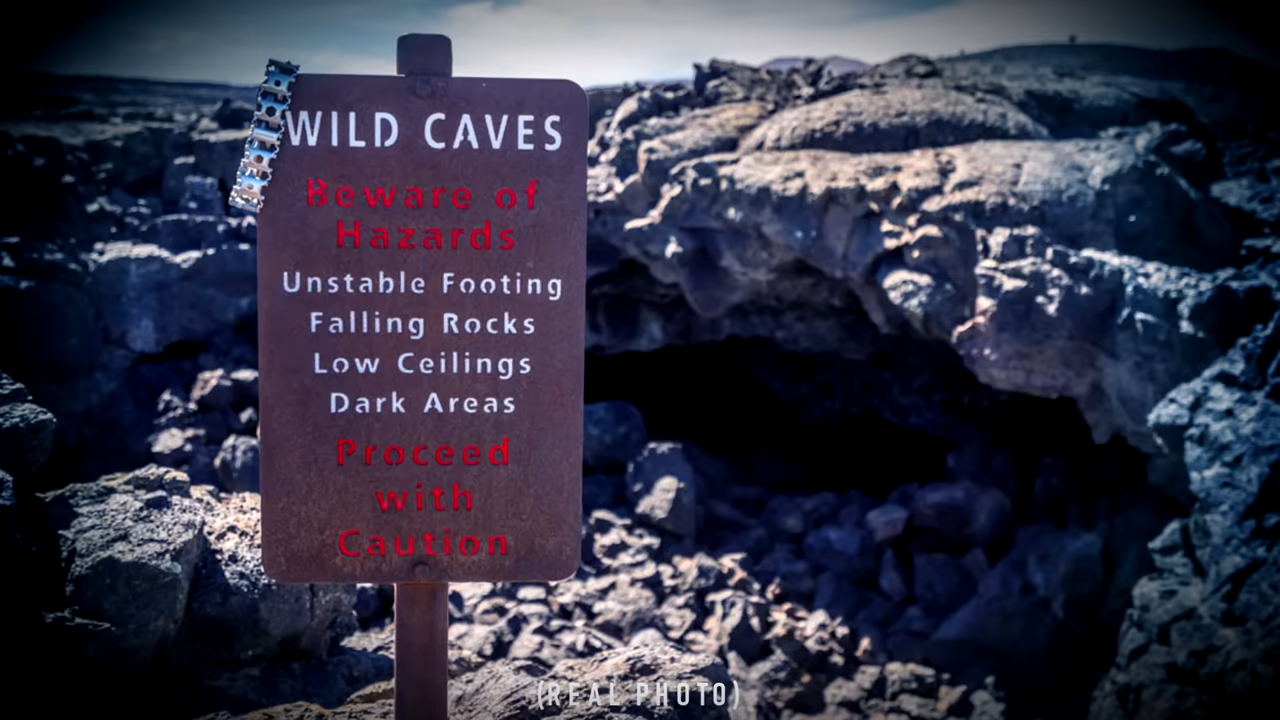 WILD CAVES
Beware of
Hazards
Unstable Footing
Falling Rocks
Low Ceilings
Dark Areas
Proceed
with
Caution
(REAL PHOTO)